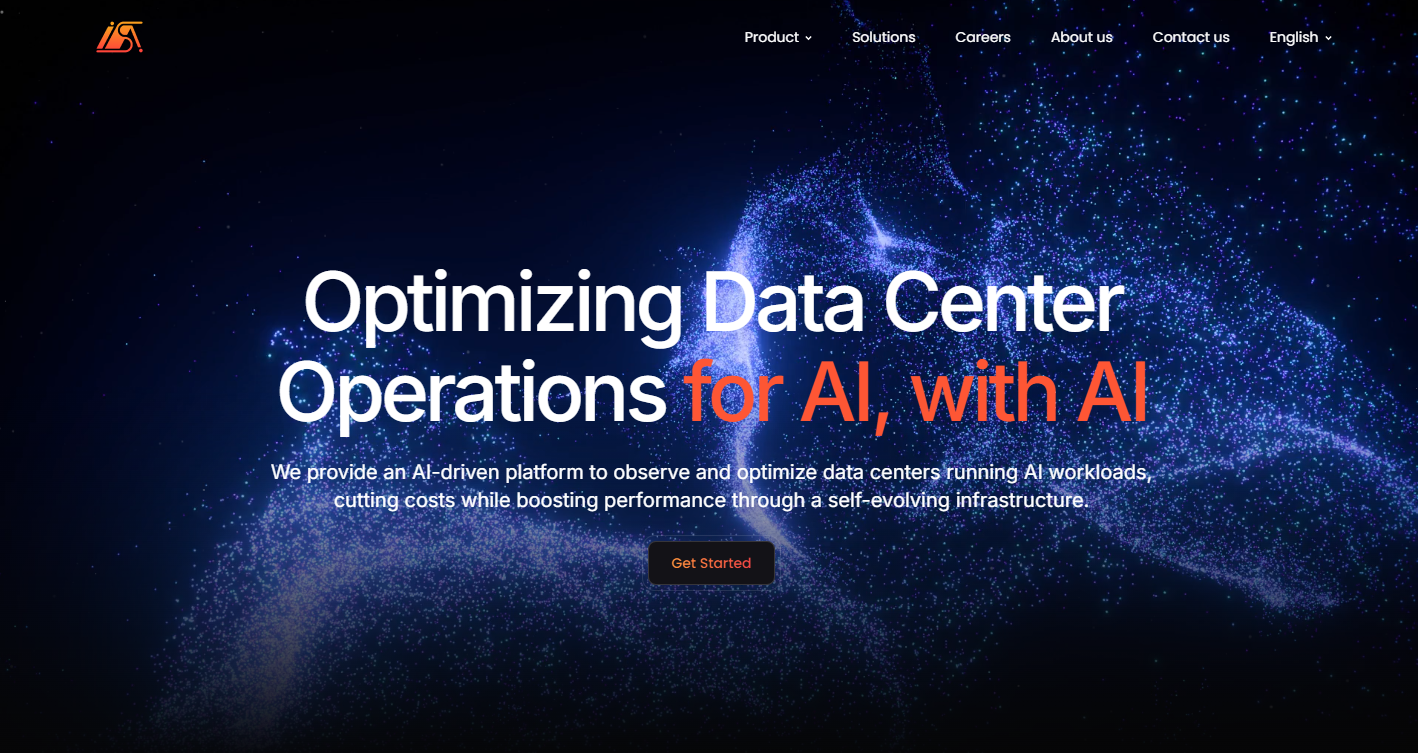 Product
Solutions
Careers
About us
Contact us
English
Optimizing Data Center
Operations for AI, with AI
We provide an AI-driven platform to observe and optimize data centers running AI workloads,
cutting costs while boosting performance through a self-evolving infrastructure.
Get Started